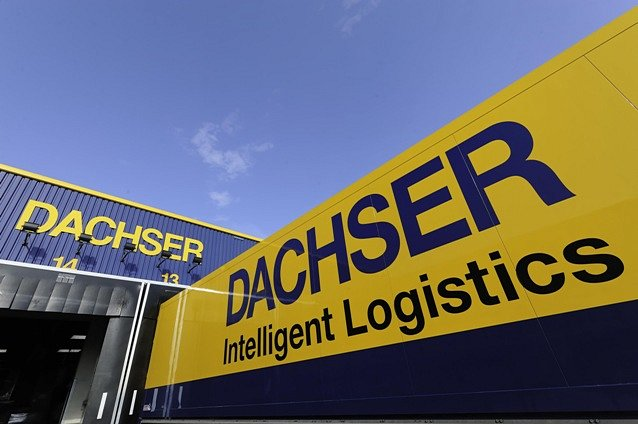 DACHSER
14
13
DACHSER
Intelligent Logistics